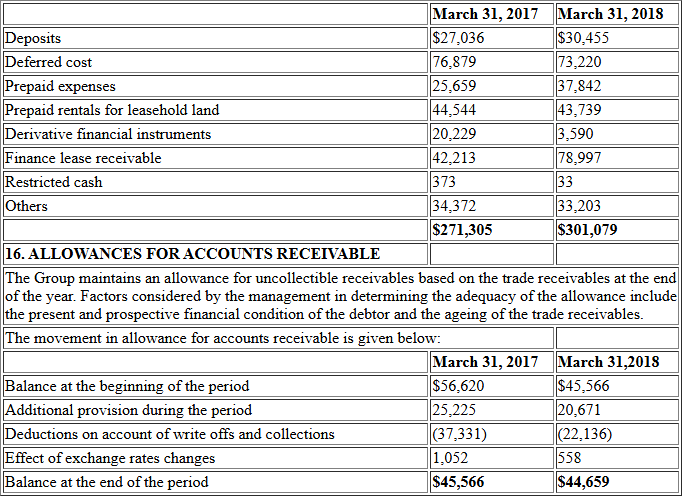 March 31, 2017 March 31, 2018
Deposits $27,036 $30,455
Deferred cost 76,879 73,220
Prepaid expenses 25,659 37,842
Prepaid rentals for leasehold land 44,544 43,739
Derivative financial instruments 20,229 3,590
Finance lease receivable 42,213 78,997
Restricted cash 373 33
Others 34,372 33,203
$271,305 $301,079
16. ALLOWANCES FOR ACCOUNTS RECEIVABLE
The Group maintains an allowance for uncollectible receivables based on the trade receivables at the end
of the year. Factors considered by the management in determining the adequacy of the allowance include
the present and prospective financial condition of the debtor and the ageing of the trade receivables.
The movement in allowance for accounts receivable is given below:
March 31, 2017 March 31,2018
Balance at the beginning of the period $56,620 $45,566
Additional provision during the period 25,225 20,671
Deductions on account of write offs and collections (37,331) (22,136)
Effect of exchange rates changes 1,052 558
Balance at the end of the period $45,566 $44,659